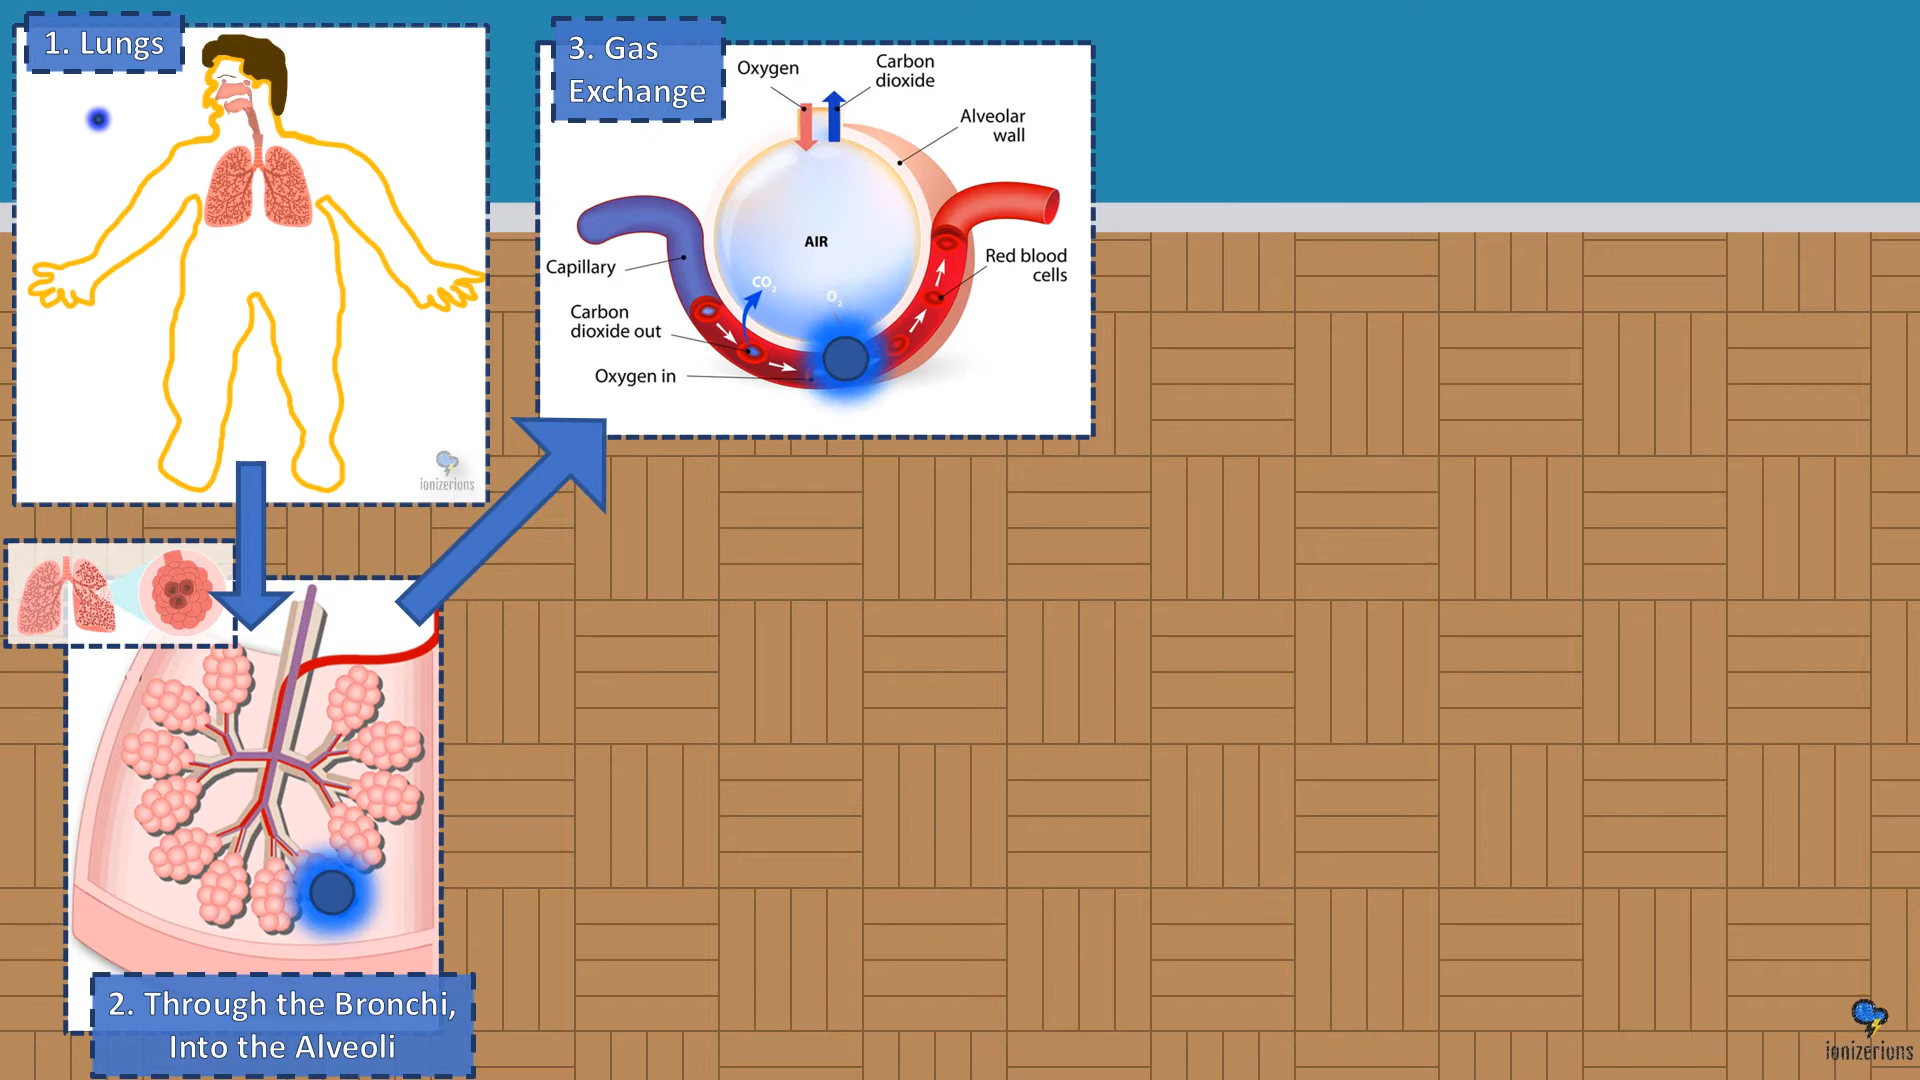 1. Lungs
ionizerions
2. Through the Bronchi,
Into the Alveoli
3. Gas
Exchange
Oxygen
Carbon
dioxide
Alveolar
wall
AIR
Capillary
CO2
O2
Red blood
cells
Carbon
dioxide out
Oxygen in
ionizerions